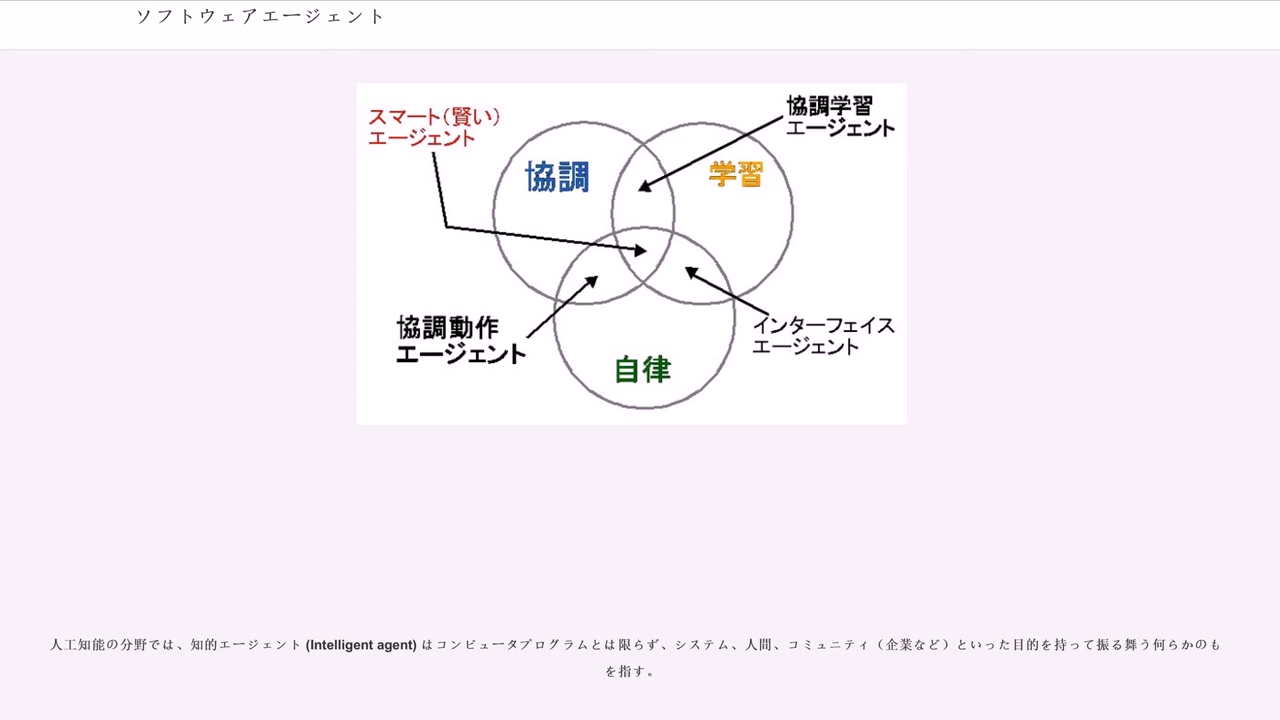 ソフトウェアエージェント
スマート(賢い)
エージェント
協調学習
エージェント
協調
学習
協調動作
エージェント
インターフェイス
エージェント
自律
人工知能の分野では、知的エージェント (Intelligent agent) はコンピュータプログラムとは限らず、システム、人間、コミュニティ（企業など）といった目的を持って振る舞う何らかのも
を指す。